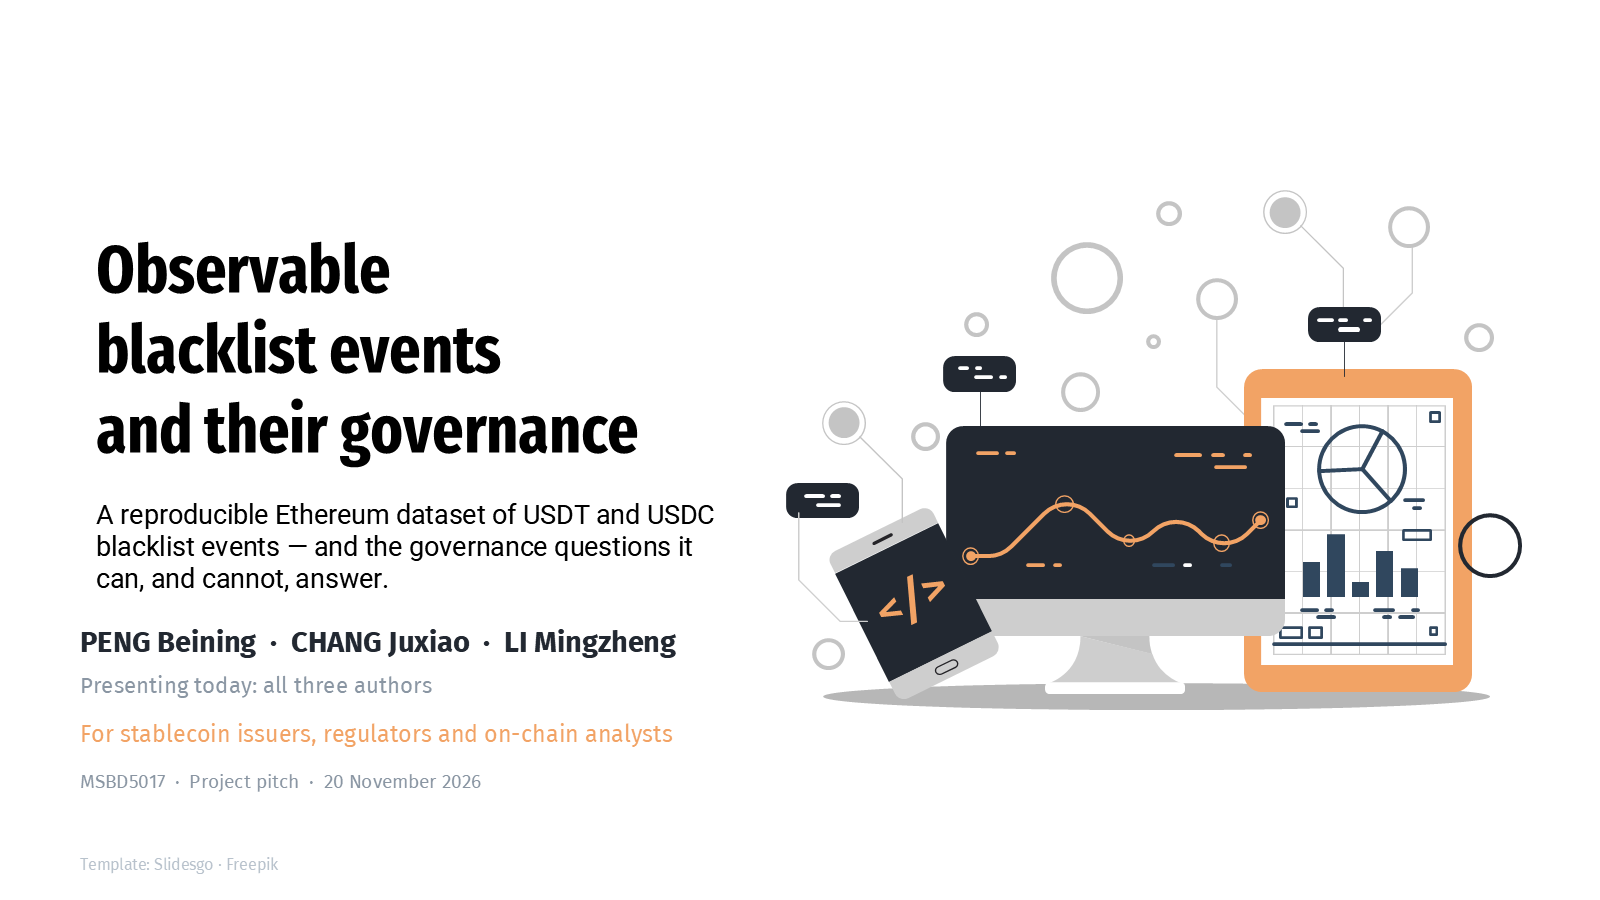 Observable
blacklist events
and their governance
A reproducible Ethereum dataset of USDT and USDC
blacklist events — and the governance questions it
can, and cannot, answer.
PENG Beining · CHANG Juxiao · LI Mingzheng
Presenting today: all three authors
For stablecoin issuers, regulators and on-chain analysts
MSBD5017 · Project pitch · 20 November 2026
</>
Template: Slidesgo · Freepik